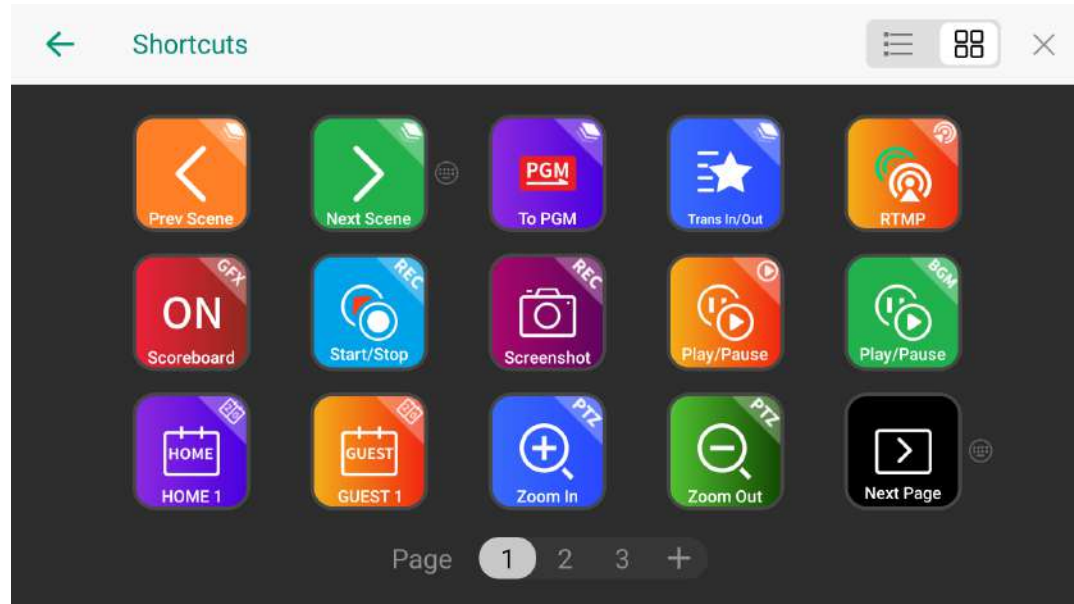 Shortcuts
Prev Scene
Next Scene
PGM
To PGM
Trans In/Out
RTMP
GFX
ON
Scoreboard
REC
Start/Stop
REC
Screenshot
Play/Pause
BGM
Play/Pause
HOME
HOME 1
GUEST
GUEST 1
PTZ
Zoom In
PTZ
Zoom Out
Next Page
Page 1 2 3 +